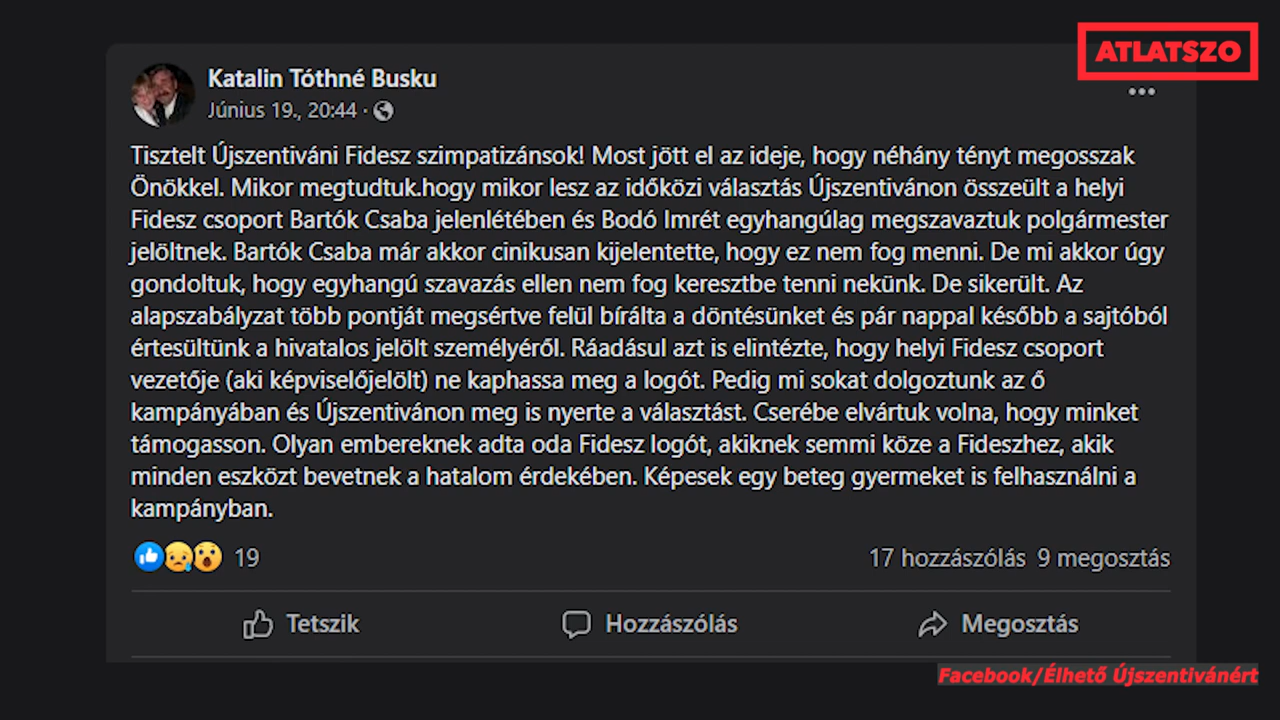 ATLATSZO
Katalin Tóthné Busku
Június 19., 20:44 ·
Tisztelt Újszentiváni Fidesz szimpatizánsok! Most jött el az ideje, hogy néhány tényt megosszak
Önökkel. Mikor megtudtuk.hogy mikor lesz az időközi választás Újszentivánon összeült a helyi
Fidesz csoport Bartók Csaba jelenlétében és Bodó Imrét egyhangúlag megszavaztuk polgármester
jelöltnek. Bartók Csaba már akkor cinikusan kijelentette, hogy ez nem fog menni. De mi akkor úgy
gondoltuk, hogy egyhangú szavazás ellen nem fog keresztbe tenni nekünk. De sikerült. Az
alapszabályzat több pontját megsértve felül bírálta a döntésünket és pár nappal később a sajtóból
értesültünk a hivatalos jelölt személyéről. Ráadásul azt is elintézte, hogy helyi Fidesz csoport
vezetője (aki képviselőjelölt) ne kaphassa meg a logót. Pedig mi sokat dolgoztunk az ő
kampányában és Újszentivánon meg is nyerte a választást. Cserébe elvártuk volna, hogy minket
támogasson. Olyan embereknek adta oda Fidesz logót, akiknek semmi köze a Fideszhez, akik
minden eszközt bevetnek a hatalom érdekében. Képesek egy beteg gyermeket is felhasználni a
kampányban.
19
17 hozzászólás 9 megosztás
Tetszik Hozzászólás Megosztás
Facebook/Élhető Újszentivánért